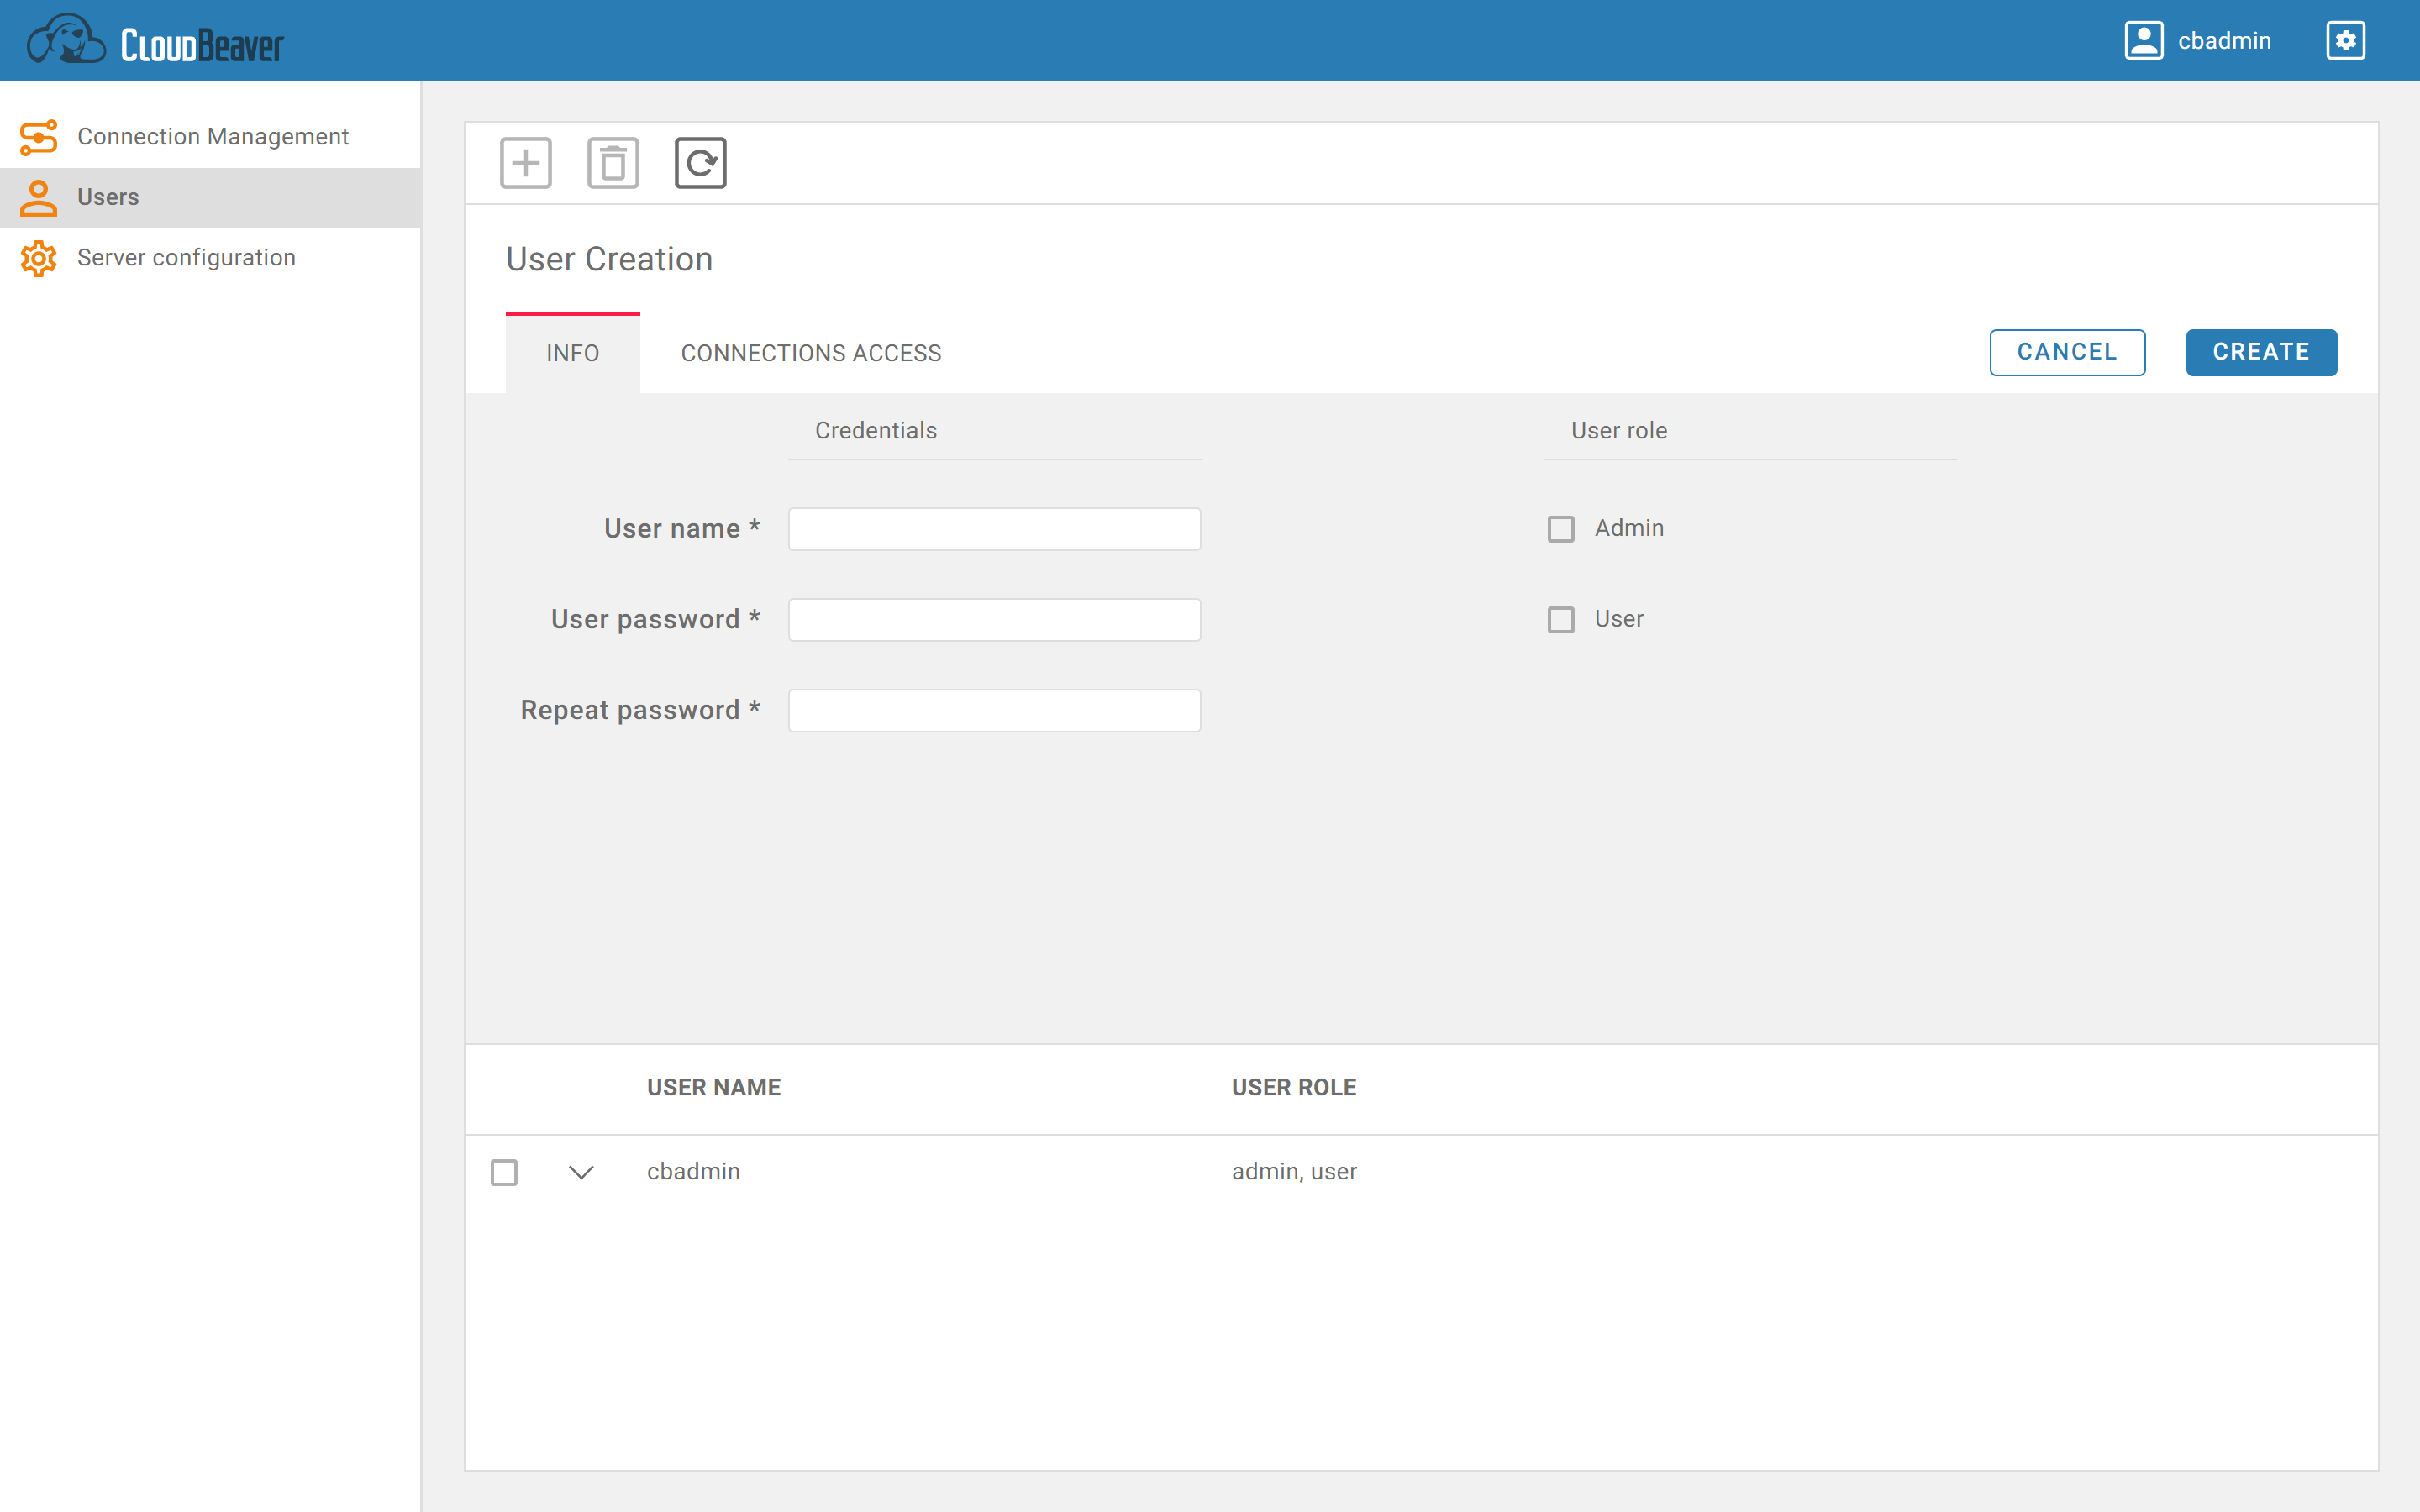 CloudBeaver
cbadmin
Connection Management
Users
Server configuration
User Creation
INFO
CONNECTIONS ACCESS
CANCEL
CREATE
Credentials
User role
User name *
Admin
User password *
User
Repeat password *
USER NAME
USER ROLE
cbadmin
admin, user